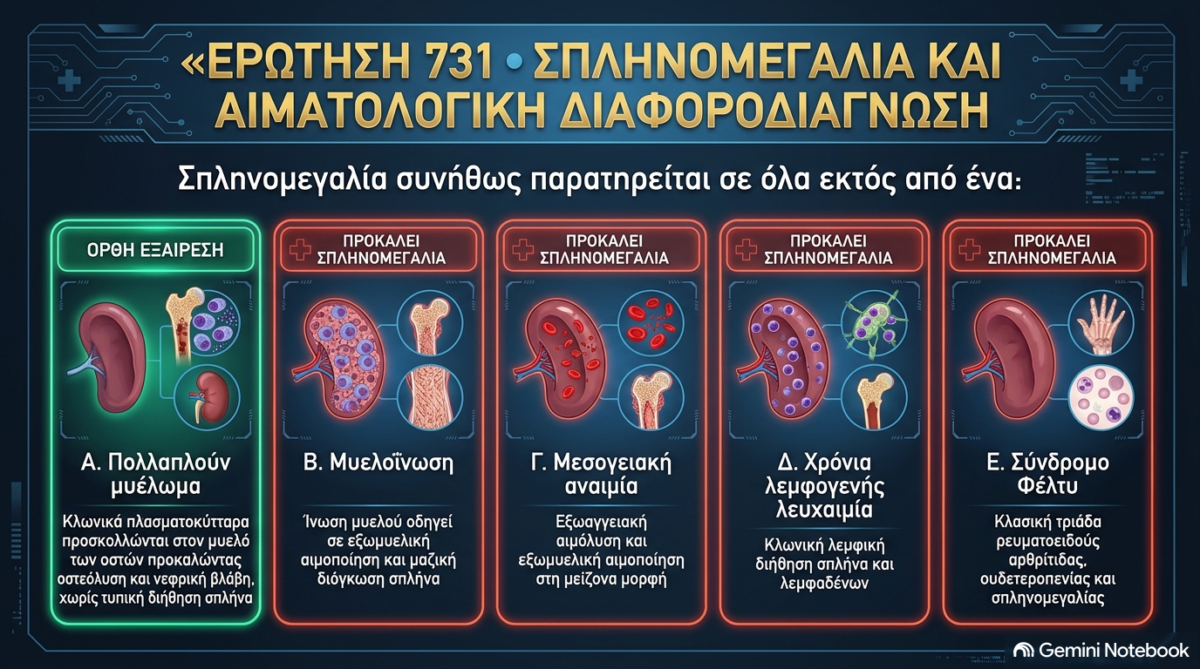 «ΕΡΩΤΗΣΗ 731 • ΣΠΛΗΝΟΜΕΓΑΛΙΑ ΚΑΙ
ΑΙΜΑΤΟΛΟΓΙΚΗ ΔΙΑΦΟΡΟΔΙΑΓΝΩΣΗ
Σπληνομεγαλία συνήθως παρατηρείται σε όλα εκτός από ένα:
ΟΡΘΗ ΕΞΑΙΡΕΣΗ
Α. Πολλαπλούν
μυέλωμα
Κλωνικά πλασματοκύτταρα
προσκολλώνται στον μυελό
των οστών προκαλώντας
οστεόλυση και νεφρική βλάβη,
χωρίς τυπική διήθηση σπλήνα
ΠΡΟΚΑΛΕΙ
ΣΠΛΗΝΟΜΕΓΑΛΙΑ
Β. Μυελοΐνωση
Ίνωση μυελού οδηγεί
σε εξωμυελική
αιμοποίηση και μαζική
διόγκωση σπλήνα
ΠΡΟΚΑΛΕΙ
ΣΠΛΗΝΟΜΕΓΑΛΙΑ
Γ. Μεσογειακή
αναιμία
Εξωαγγειακή
αιμόλυση και
εξωμυελική αιμοποίηση
στη μείζονα μορφή
ΠΡΟΚΑΛΕΙ
ΣΠΛΗΝΟΜΕΓΑΛΙΑ
Δ. Χρόνια
λεμφογενής
λευχαιμία
Κλωνική λεμφική
διήθηση σπλήνα και
λεμφαδένων
ΠΡΟΚΑΛΕΙ
ΣΠΛΗΝΟΜΕΓΑΛΙΑ
Ε. Σύνδρομο
Φέλτυ
Κλασική τριάδα
ρευματοειδούς
αρθρίτιδας,
ουδετεροπενίας και
σπληνομεγαλίας
Gemini Notebook